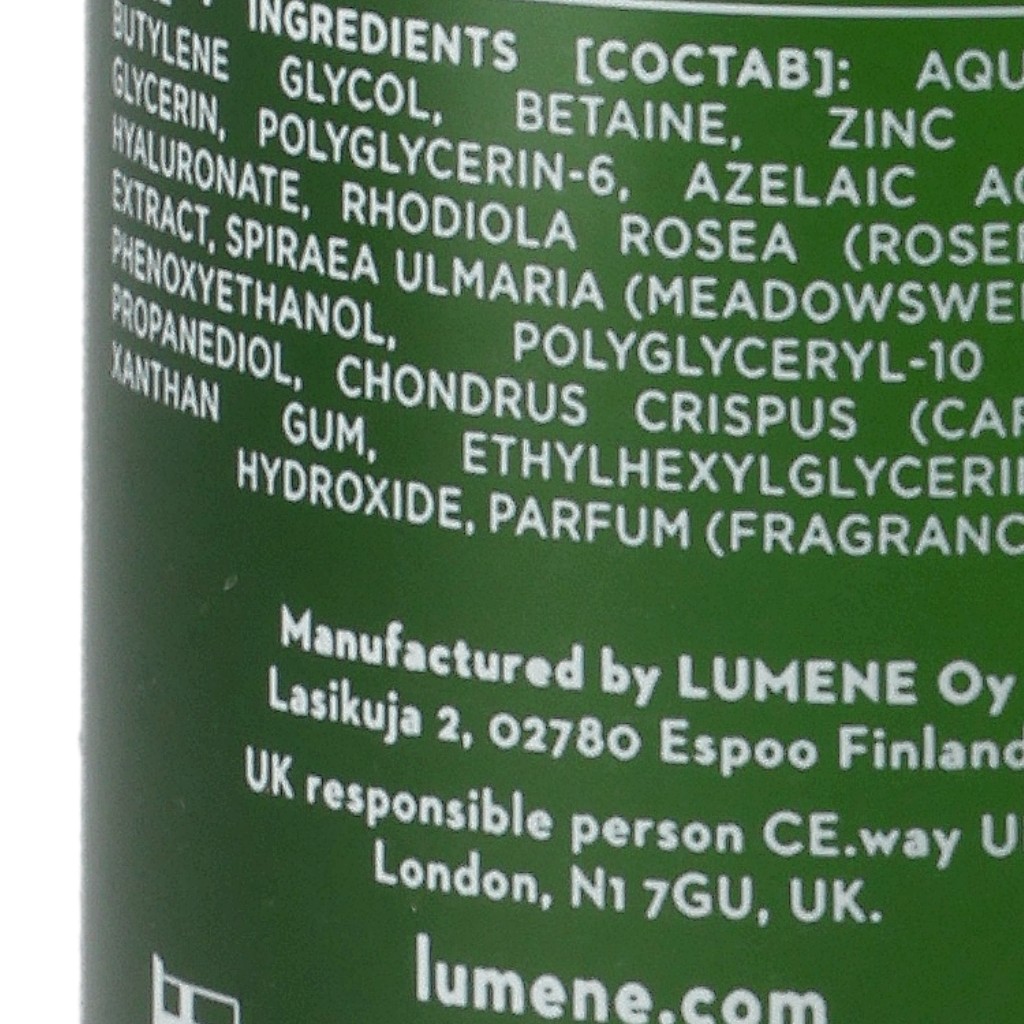 INGREDIENTS [COCTAB]: AQU
BUTYLENE GLYCOL, BETAINE, ZINC
GLYCERIN, POLYGLYCERIN-6, AZELAIC AC
HYALURONATE, RHODIOLA ROSEA (ROSE
EXTRACT, SPIRAEA ULMARIA (MEADOWSWE
PHENOXYETHANOL, POLYGLYCERYL-10
PROPANEDIOL, CHONDRUS CRISPUS (CAR
XANTHAN GUM, ETHYLHEXYLGLYCERI
HYDROXIDE, PARFUM (FRAGRANC
Manufactured by LUMENE Oy
Lasikuja 2, 02780 Espoo Finland
UK responsible person CE.way U
London, N1 7GU, UK.
lumene.com